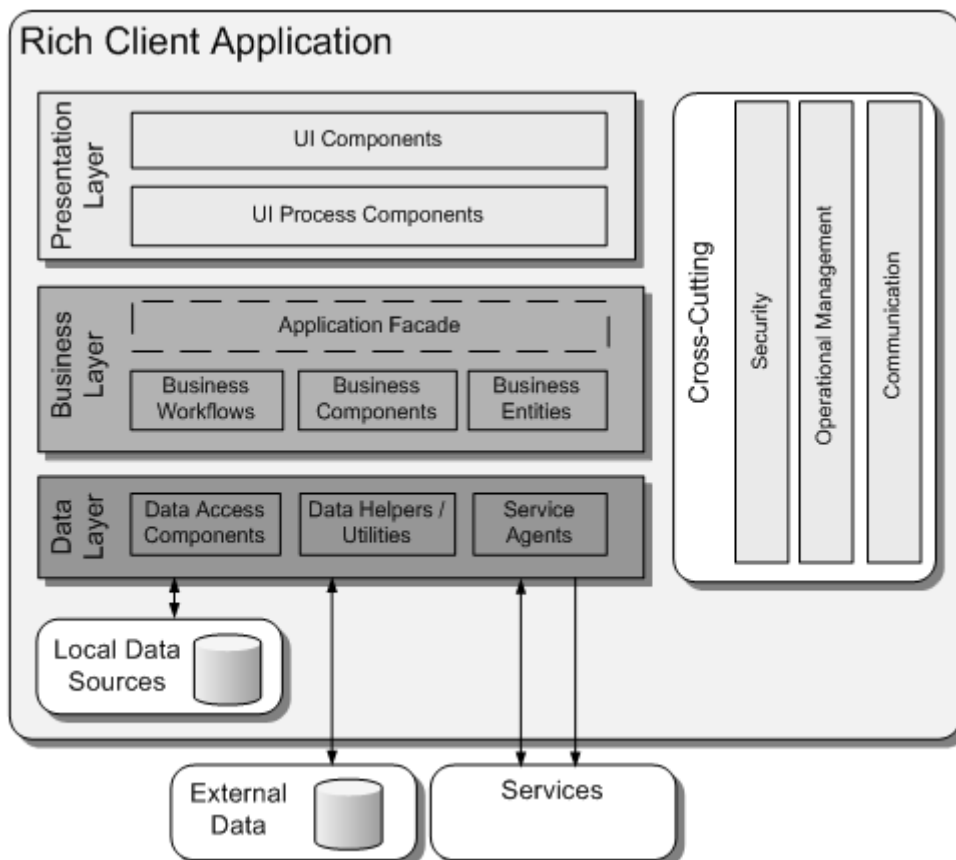 Rich Client Application
Presentation
Layer
UI Components
UI Process Components
Business
Layer
Application Facade
Business
Workflows
Business
Components
Business
Entities
Data
Layer
Data Access
Components
Data Helpers /
Utilities
Service
Agents
Cross-Cutting
Security
Operational Management
Communication
Local Data
Sources
External
Data
Services